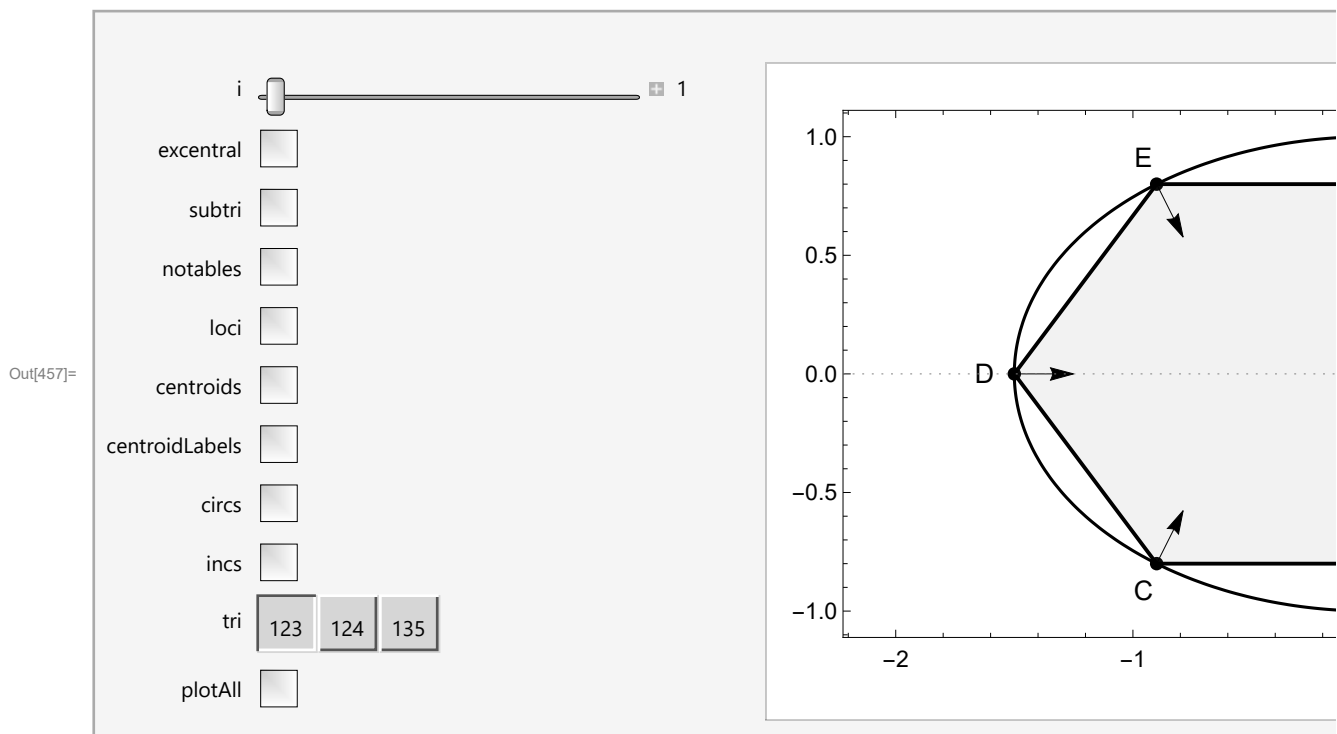 i 1
excentral
subtri
notables
loci
Out[457]=
centroids
centroidLabels
circs
incs
tri 123 124 135
plotAll
1.0
E
0.5
0.0 D
−0.5
C
−1.0
−2 −1